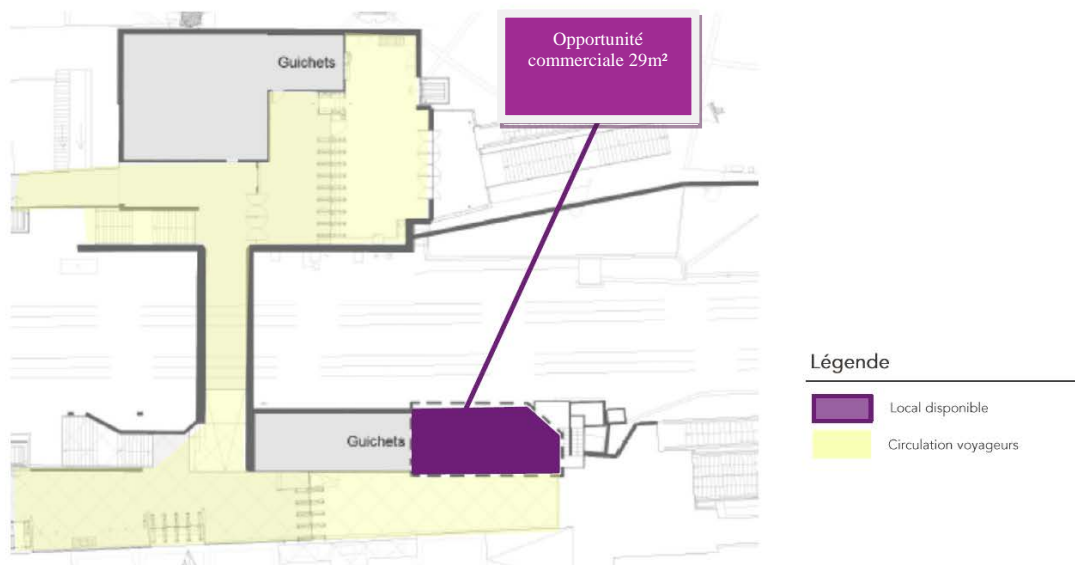 Opportunité
commerciale 29m²
Guichets
Guichets
Légende
Local disponible
Circulation voyageurs